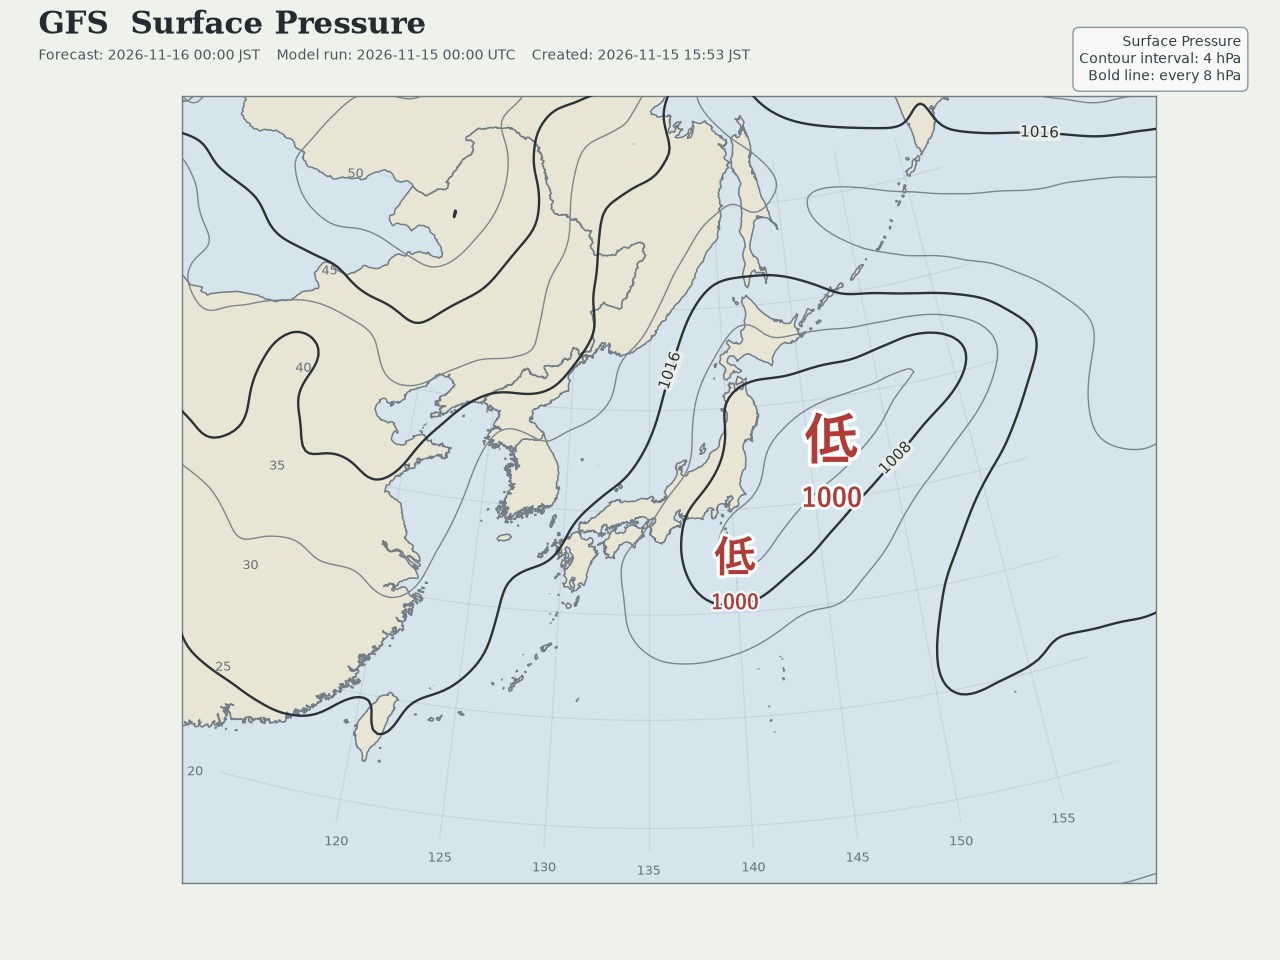 GFS Surface Pressure
Forecast: 2026-11-16 00:00 JST Model run: 2026-11-15 00:00 UTC Created: 2026-11-15 15:53 JST
Surface Pressure
Contour interval: 4 hPa
Bold line: every 8 hPa
1016
50
45
1016
40
低
1008
35
1000
低
30
1000
25
20
120
125
130
135
140
145
150
155